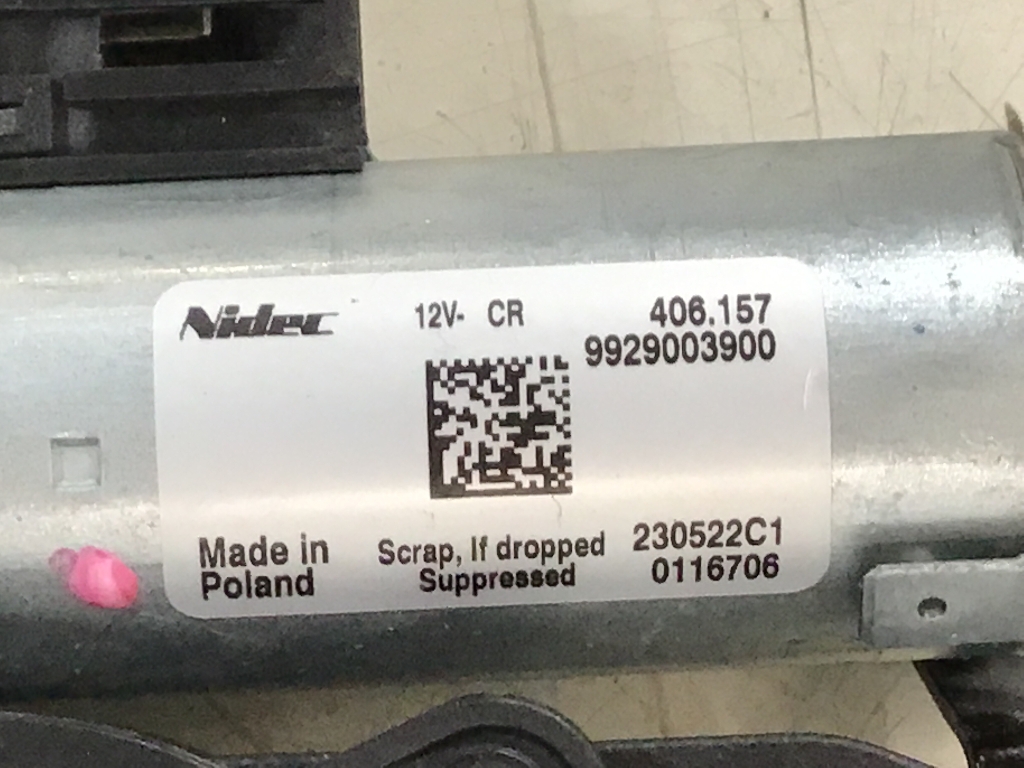 Nidec 12V- CR 406.157
9929003900
Made in Scrap, If dropped 230522C1
Poland Suppressed 0116706